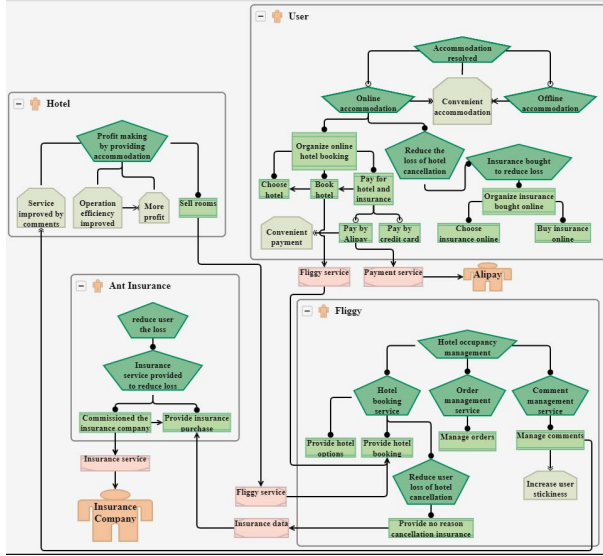 User
Accommodation
resolved
Online
accommodation
Convenient
accommodation
Offline
accommodation
Organize online
hotel booking
Reduce the
loss of hotel
cancellation
Insurance bought
to reduce loss
Choose
hotel
Book
hotel
Pay for
hotel and
insurance
Organize insurance
bought online
Choose
insurance online
Buy insurance
online
Convenient
payment
Pay by
Alipay
Pay by
credit card
Hotel
Profit making
by providing
accommodation
Service
improved by
comments
Operation
efficiency
improved
More
profit
Sell rooms
Fliggy service
Payment service
Alipay
Ant Insurance
reduce user
the loss
Insurance
service provided
to reduce loss
Commissioned the
insurance company
Provide insurance
purchase
Insurance service
Insurance
Company
Fliggy service
Insurance data
Fliggy
Hotel occupancy
management
Hotel
booking
service
Order
management
service
Comment
management
service
Provide hotel
options
Provide hotel
booking
Manage orders
Manage comments
Reduce user
loss of hotel
cancellation
Increase user
stickiness
Provide no reason
cancellation insurance